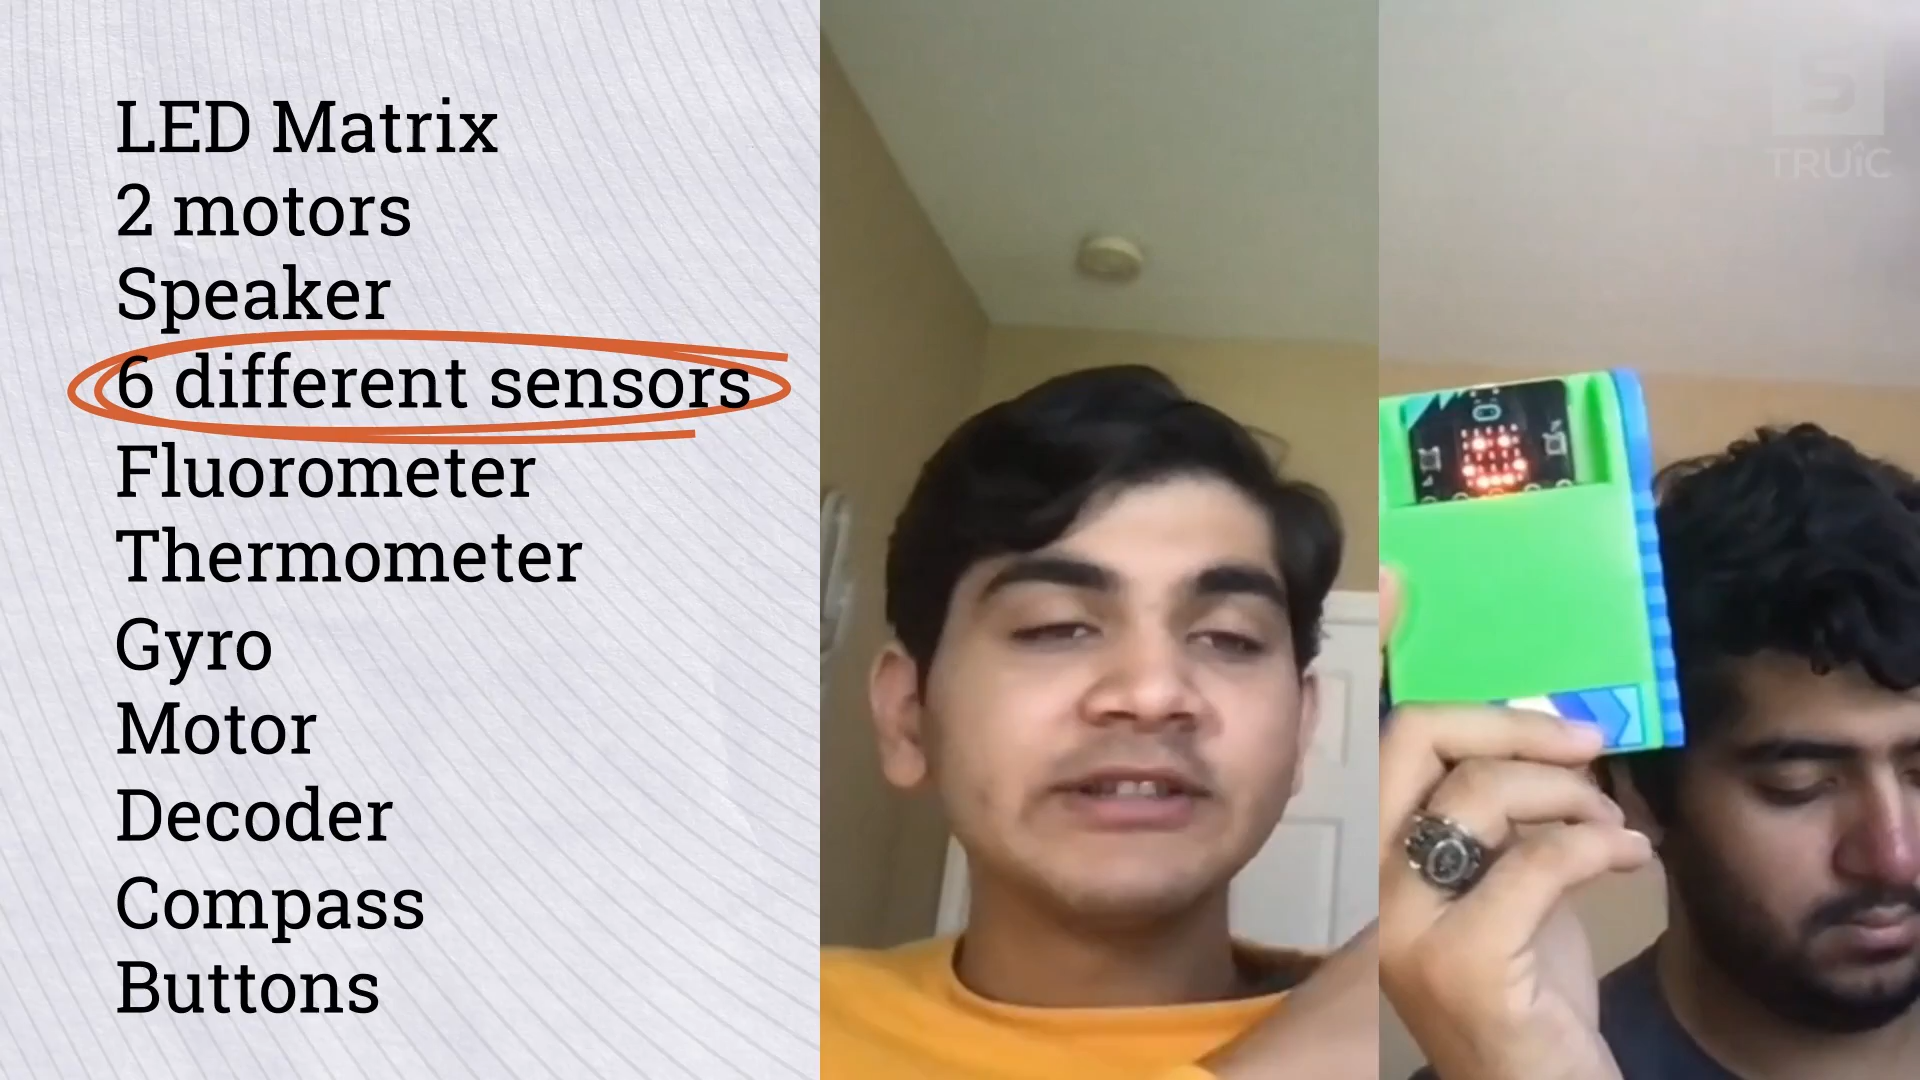 LED Matrix
2 motors
Speaker
6 different sensors
Fluorometer
Thermometer
Gyro
Motor
Decoder
Compass
Buttons
S
TRUiC